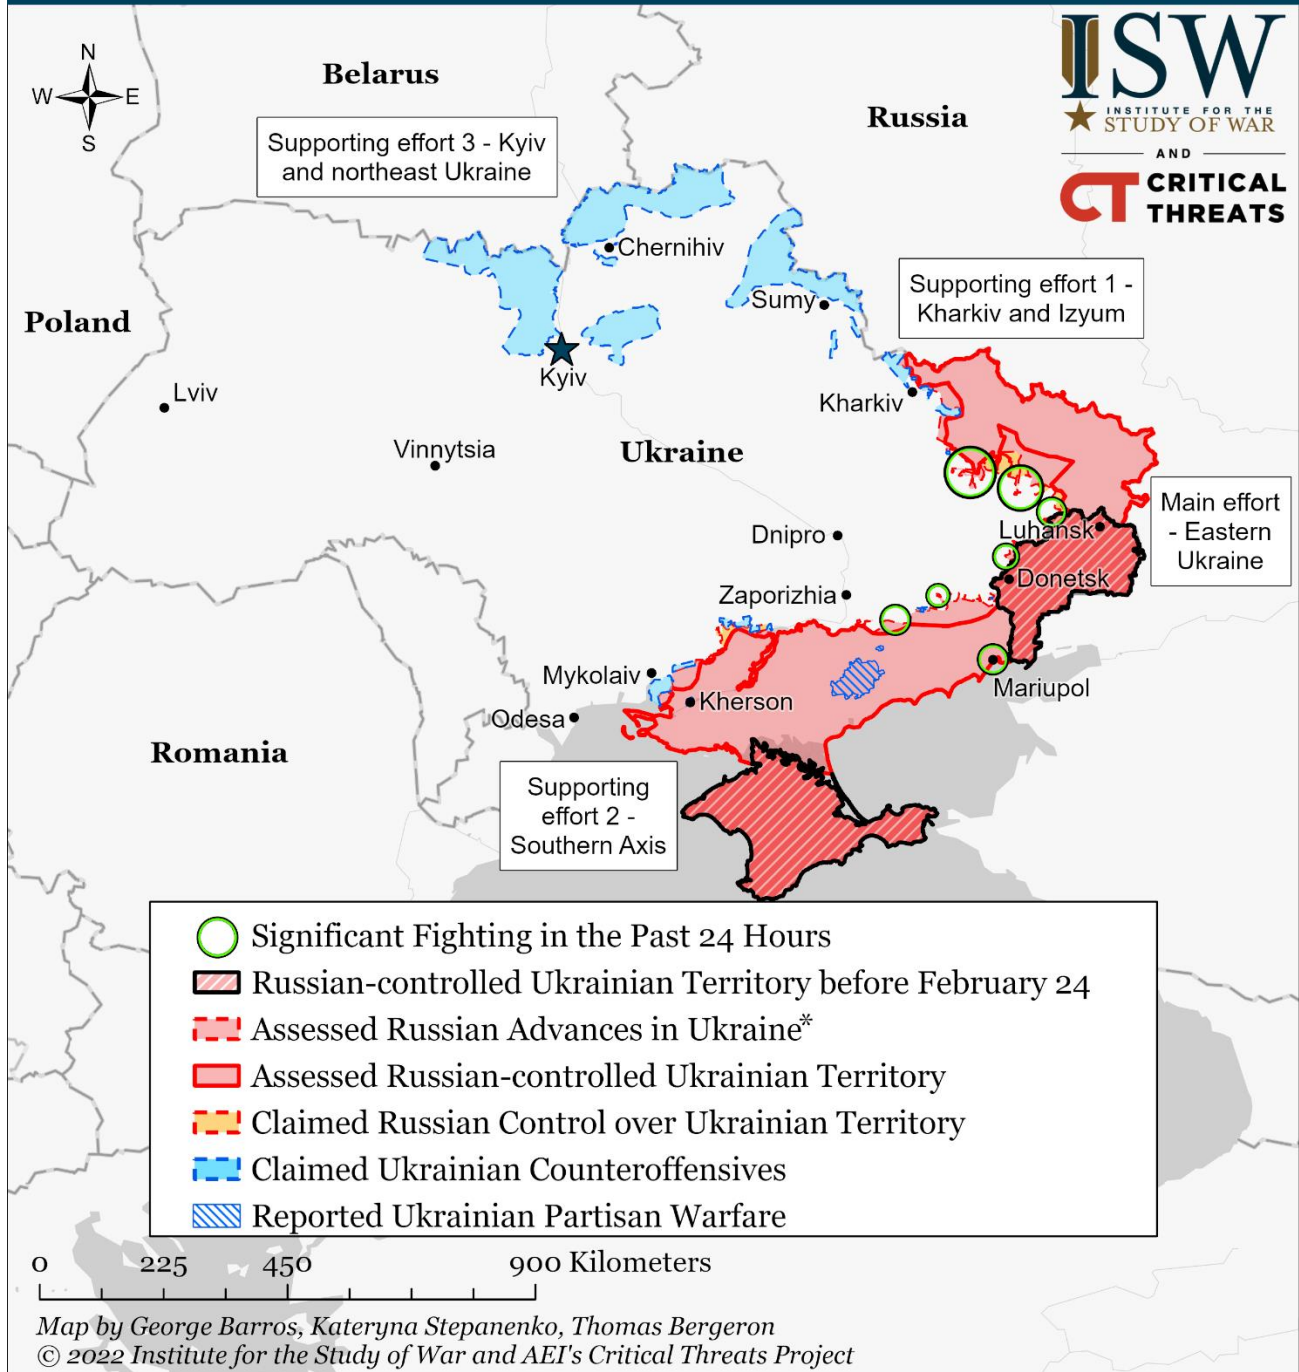 N
W E
S
Belarus
Russia
ISW
INSTITUTE FOR THE
STUDY OF WAR
AND
CT CRITICAL
THREATS
Supporting effort 3 - Kyiv
and northeast Ukraine
Chernihiv
Supporting effort 1 -
Kharkiv and Izyum
Sumy
Poland
Kyiv
Lviv
Kharkiv
Vinnytsia
Ukraine
Main effort
- Eastern
Ukraine
Dnipro
Luhansk
Donetsk
Zaporizhia
Mykolaiv
Mariupol
Kherson
Odesa
Romania
Supporting
effort 2 -
Southern Axis
Significant Fighting in the Past 24 Hours
Russian-controlled Ukrainian Territory before February 24
Assessed Russian Advances in Ukraine*
Assessed Russian-controlled Ukrainian Territory
Claimed Russian Control over Ukrainian Territory
Claimed Ukrainian Counteroffensives
Reported Ukrainian Partisan Warfare
0 225 450 900 Kilometers
Map by George Barros, Kateryna Stepanenko, Thomas Bergeron
© 2022 Institute for the Study of War and AEI's Critical Threats Project